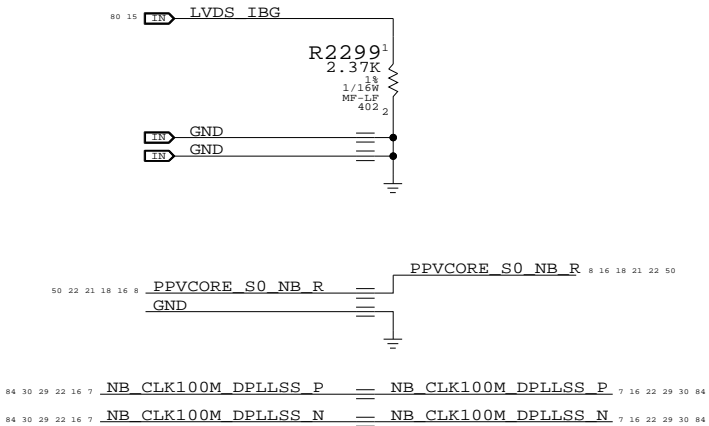 80 15 IN LVDS_IBG
R2299 1
2.37K
1%
1/16W
MF-LF
402 2
IN GND
IN GND
PPVCORE_S0_NB_R 8 16 18 21 22 50
50 22 21 18 16 8 PPVCORE_S0_NB_R
GND
84 30 29 22 16 7 NB_CLK100M_DPLLSS_P NB_CLK100M_DPLLSS_P 7 16 22 29 30 84
84 30 29 22 16 7 NB_CLK100M_DPLLSS_N NB_CLK100M_DPLLSS_N 7 16 22 29 30 84